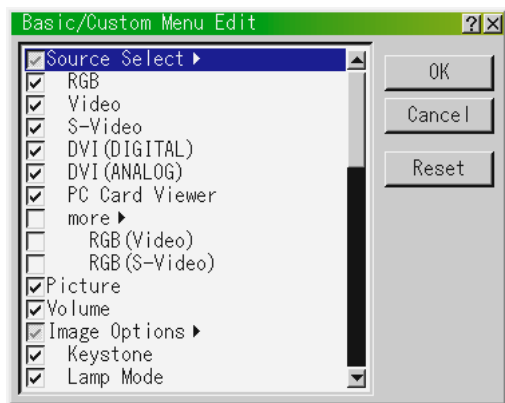 Basic/Custom Menu Edit
Source Select
RGB
Video
S-Video
DVI(DIGITAL)
DVI(ANALOG)
PC Card Viewer
more
RGB(Video)
RGB(S-Video)
Picture
Volume
Image Options
Keystone
Lamp Mode
OK
Cancel
Reset